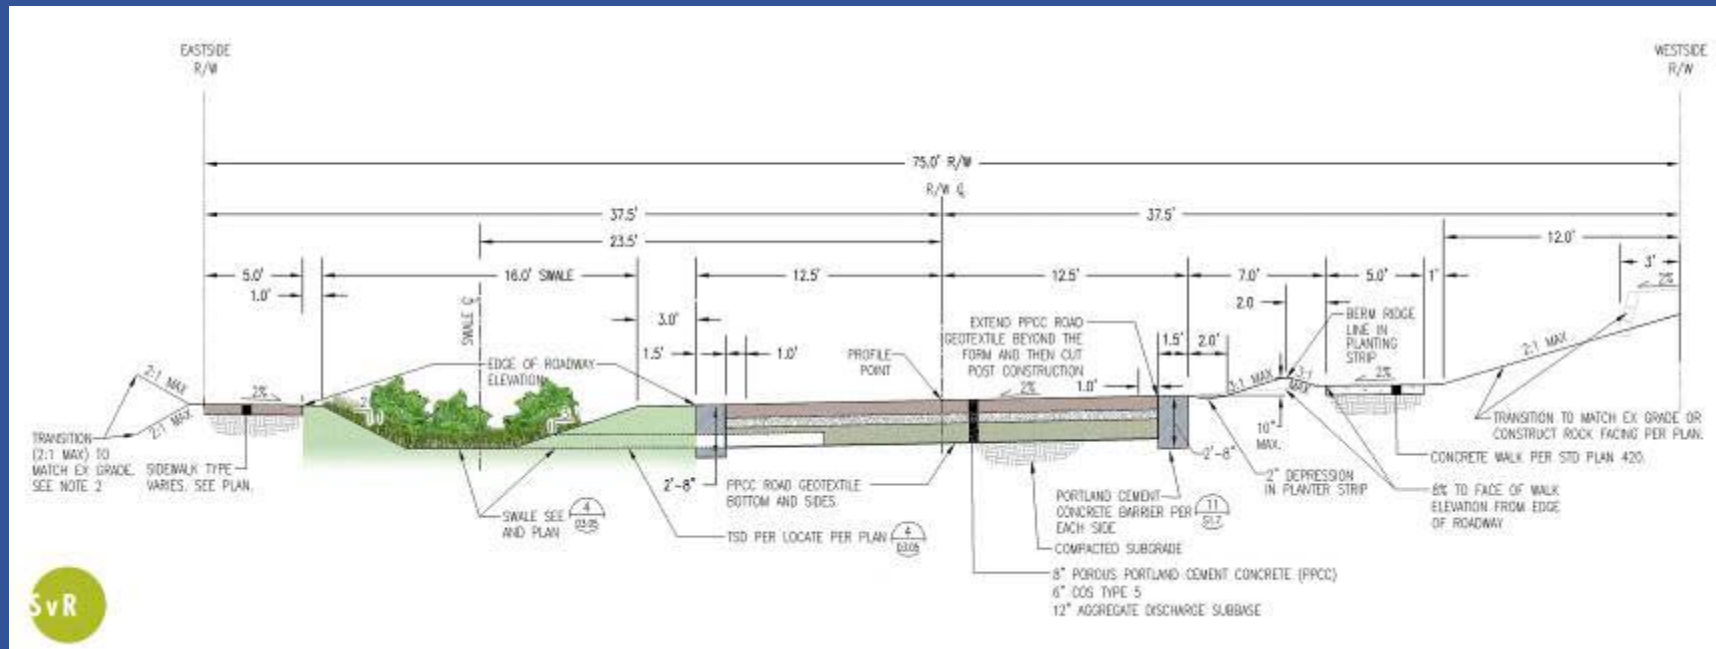 EASTSIDE
R/W
WESTSIDE
R/W
75.0' R/W
R/W ℄
37.5'
37.5'
23.5'
12.0'
5.0'
16.0' SWALE
12.5'
12.5'
7.0'
5.0'
1'
3'
2%
1.0'
SWALE ℄
3.0'
2.0
1.5'
1.0'
EXTEND PPCC ROAD
GEOTEXTILE BEYOND THE
FORM AND THEN CUT
POST CONSTRUCTION
1.5'
2.0'
BERM RIDGE
LINE IN
PLANTING
STRIP
2:1 MAX
PROFILE
POINT
EDGE OF ROADWAY
ELEVATION
2:1 MAX
2%
2%
1.0'
3:1 MAX
3:1
MAX
2%
2:1 MAX
10"
MAX.
TRANSITION
(2:1 MAX) TO
MATCH EX GRADE.
SEE NOTE 2
SIDEWALK TYPE
VARIES, SEE PLAN.
2'-8"
PPCC ROAD GEOTEXTILE
BOTTOM AND SIDES
2'-8"
2" DEPRESSION
IN PLANTER STRIP
TRANSITION TO MATCH EX GRADE OR
CONSTRUCT ROCK FACING PER PLAN.
CONCRETE WALK PER STD PLAN 420.
8% TO FACE OF WALK
ELEVATION FROM EDGE
OF ROADWAY
SWALE SEE
AND PLAN
4
D3.05
TSD PER LOCATE PER PLAN
4
D3.05
PORTLAND CEMENT
CONCRETE BARRIER PER
EACH SIDE
11
COMPACTED SUBGRADE
8" POROUS PORTLAND CEMENT CONCRETE (PPCC)
6" COS TYPE 5
12" AGGREGATE DISCHARGE SUBBASE
SvR